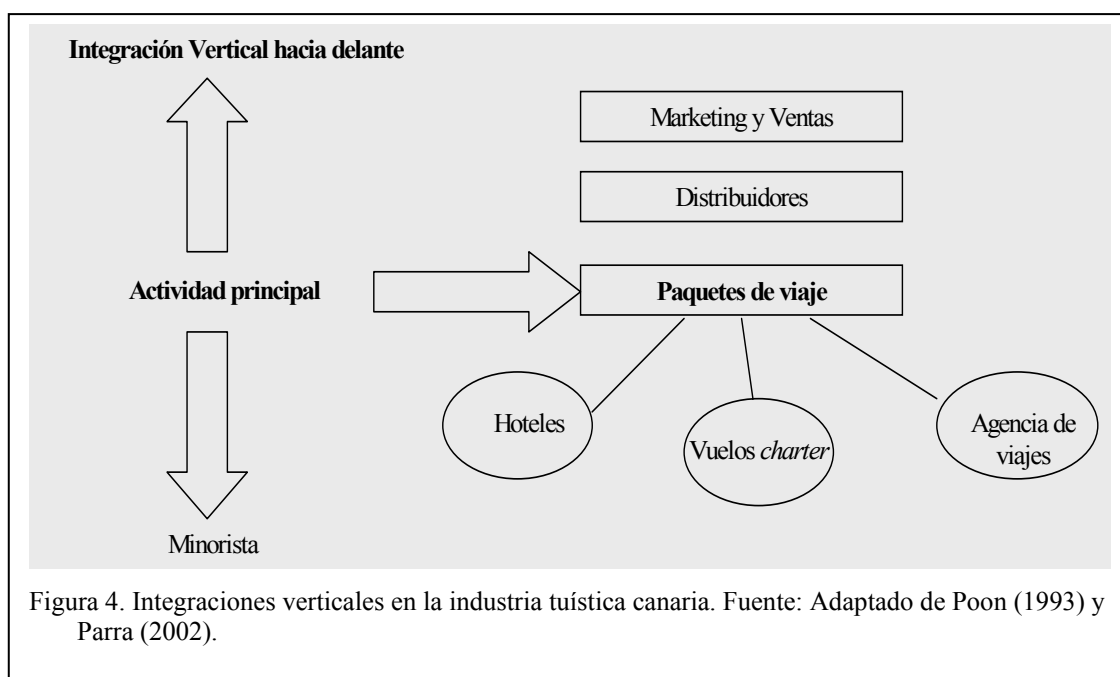 Integración Vertical hacia delante
Marketing y Ventas
Distribuidores
Actividad principal
Paquetes de viaje
Hoteles
Vuelos charter
Agencia de
viajes
Minorista
Figura 4. Integraciones verticales en la industria tuística canaria. Fuente: Adaptado de Poon (1993) y
Parra (2002).